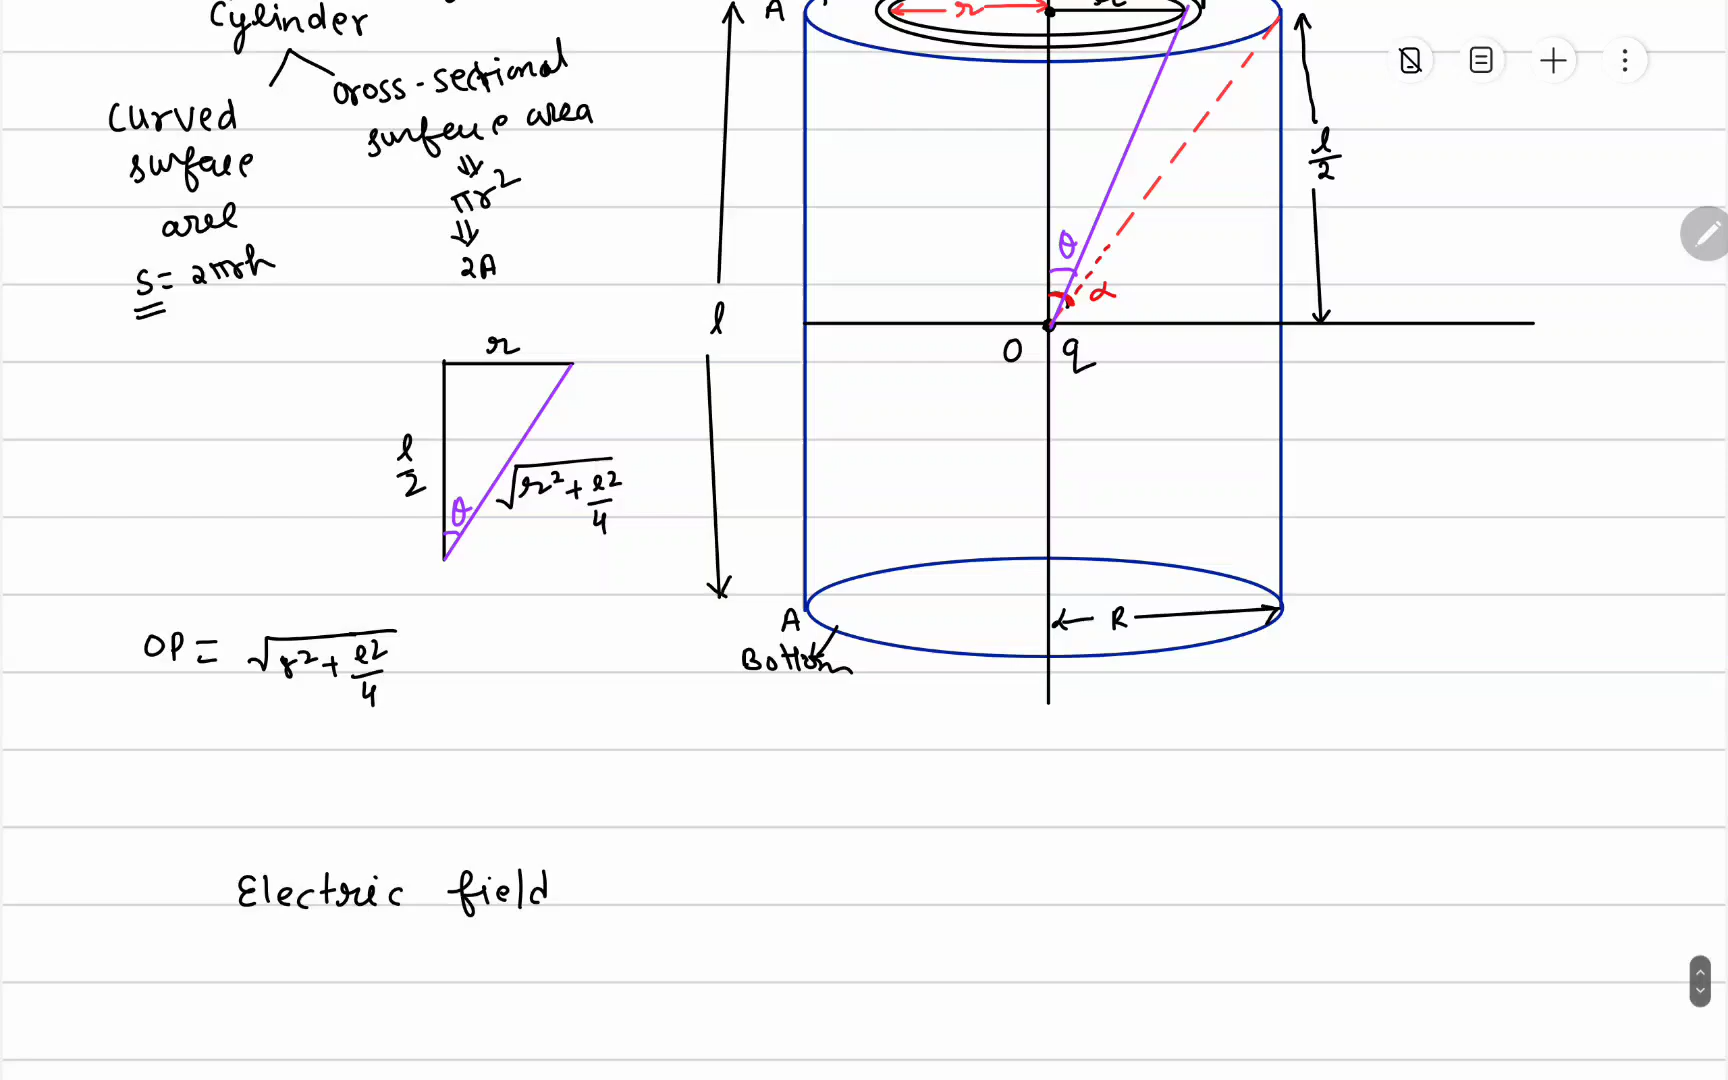 Cylinder
Curved
surface
area
S = 2πrh
cross-sectional
surface area
⇓
πr²
⇓
2A
A
r
l
l/2
θ
α
O
q
r
l/2
θ
√(r² + l²/4)
A
Bottom
R
OP = √(r² + l²/4)
Electric field